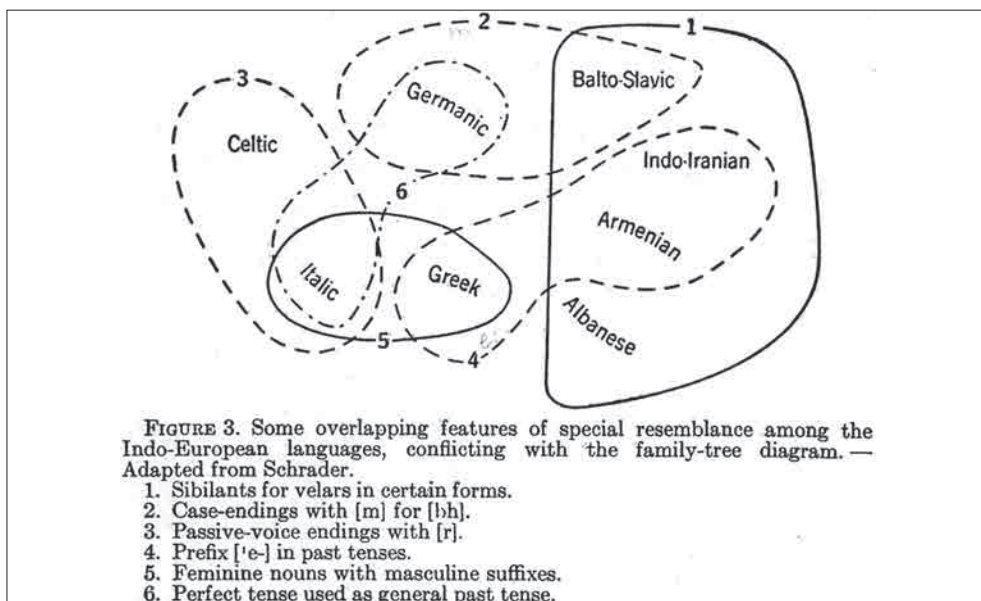 2
1
3
Balto-Slavic
Germanic
Celtic
Indo-Iranian
6
Armenian
Italic
Greek
Albanese
5
4
FIGURE 3. Some overlapping features of special resemblance among the
Indo-European languages, conflicting with the family-tree diagram. —
Adapted from Schrader.
1. Sibilants for velars in certain forms.
2. Case-endings with [m] for [bh].
3. Passive-voice endings with [r].
4. Prefix ['e-] in past tenses.
5. Feminine nouns with masculine suffixes.
6. Perfect tense used as general past tense.